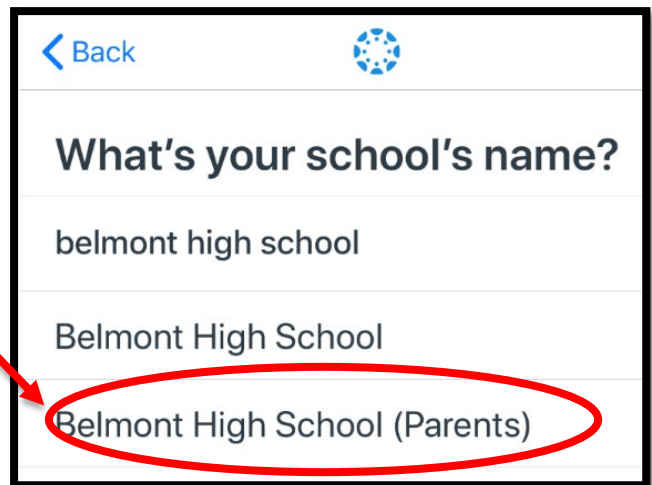 Back
What's your school's name?
belmont high school
Belmont High School
Belmont High School (Parents)